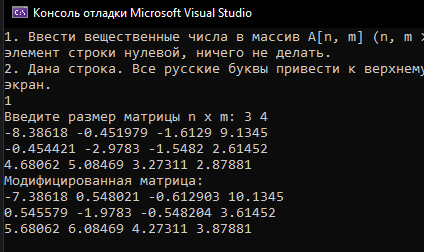 Консоль отладки Microsoft Visual Studio
1. Ввести вещественные числа в массив A[n, m] (n, m
элемент строки нулевой, ничего не делать.
2. Дана строка. Все русские буквы привести к верхнему
экран.
1
Введите размер матрицы n x m: 3 4
-8.38618 -0.451979 -1.6129 9.1345
-0.454421 -2.9783 -1.5482 2.61452
4.68062 5.08469 3.27311 2.87881
Модифицированная матрица:
-7.38618 0.548021 -0.612903 10.1345
0.545579 -1.9783 -0.548204 3.61452
5.68062 6.08469 4.27311 3.87881